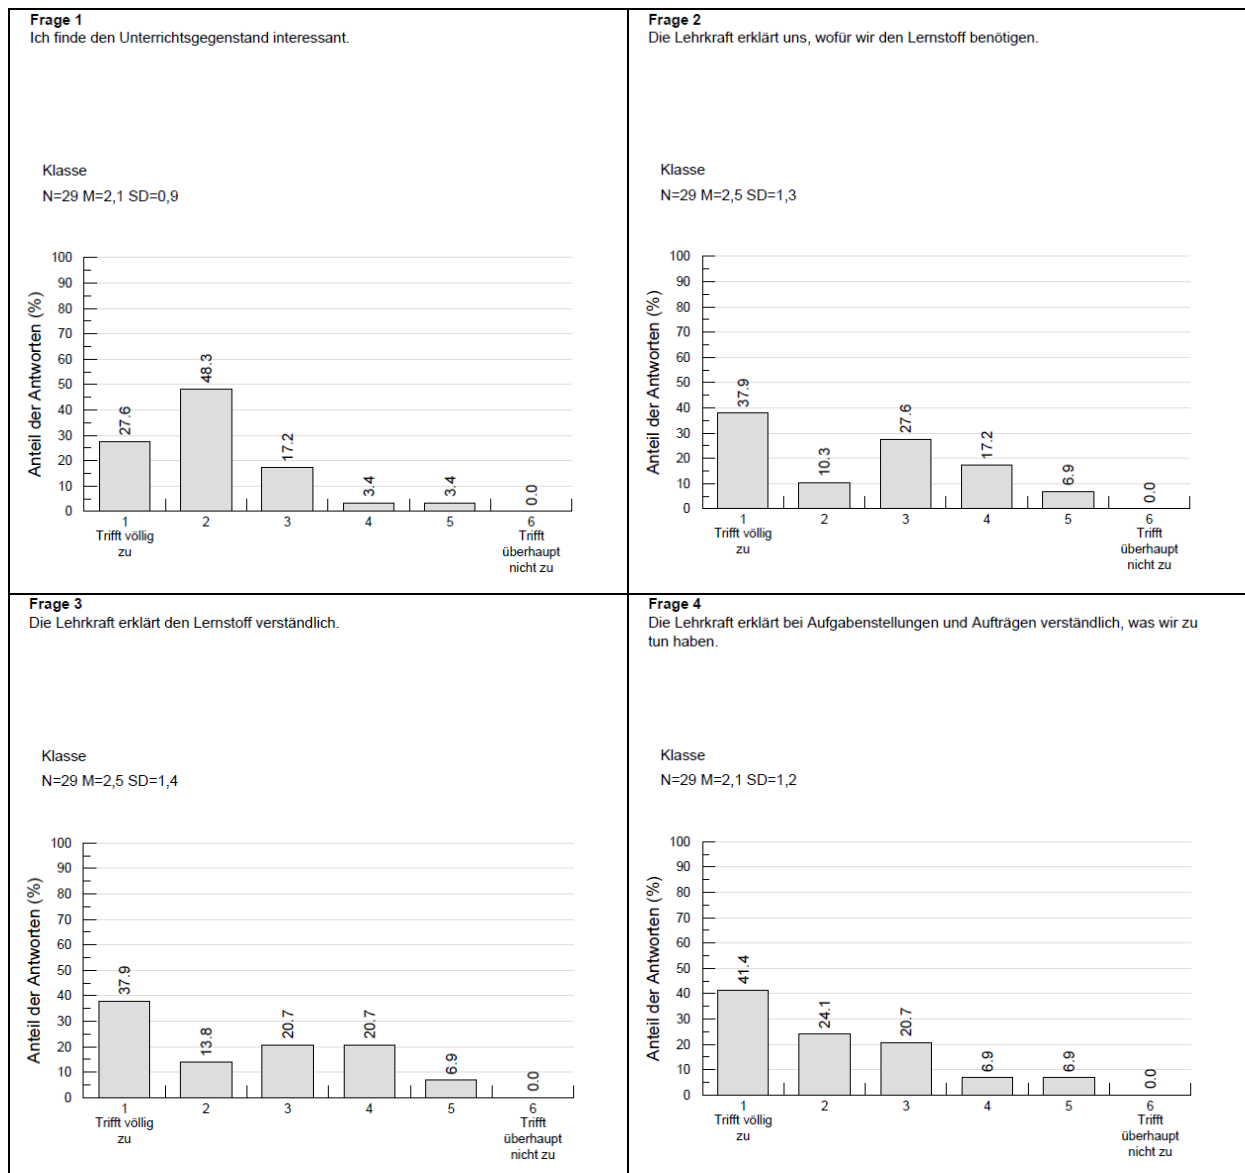 Frage 1
Ich finde den Unterrichtsgegenstand interessant.
Klasse
N=29 M=2,1 SD=0,9
Anteil der Antworten (%)
100
90
80
70
60
50
40
30
20
10
0
27.6
48.3
17.2
3.4
3.4
0.0
1 2 3 4 5 6
Trifft völlig Trifft
zu überhaupt
nicht zu
Frage 2
Die Lehrkraft erklärt uns, wofür wir den Lernstoff benötigen.
Klasse
N=29 M=2,5 SD=1,3
Anteil der Antworten (%)
100
90
80
70
60
50
40
30
20
10
0
37.9
10.3
27.6
17.2
6.9
0.0
1 2 3 4 5 6
Trifft völlig Trifft
zu überhaupt
nicht zu
Frage 3
Die Lehrkraft erklärt den Lernstoff verständlich.
Klasse
N=29 M=2,5 SD=1,4
Anteil der Antworten (%)
100
90
80
70
60
50
40
30
20
10
0
37.9
13.8
20.7
20.7
6.9
0.0
1 2 3 4 5 6
Trifft völlig Trifft
zu überhaupt
nicht zu
Frage 4
Die Lehrkraft erklärt bei Aufgabenstellungen und Aufträgen verständlich, was wir zu
tun haben.
Klasse
N=29 M=2,1 SD=1,2
Anteil der Antworten (%)
100
90
80
70
60
50
40
30
20
10
0
41.4
24.1
20.7
6.9
6.9
0.0
1 2 3 4 5 6
Trifft völlig Trifft
zu überhaupt
nicht zu